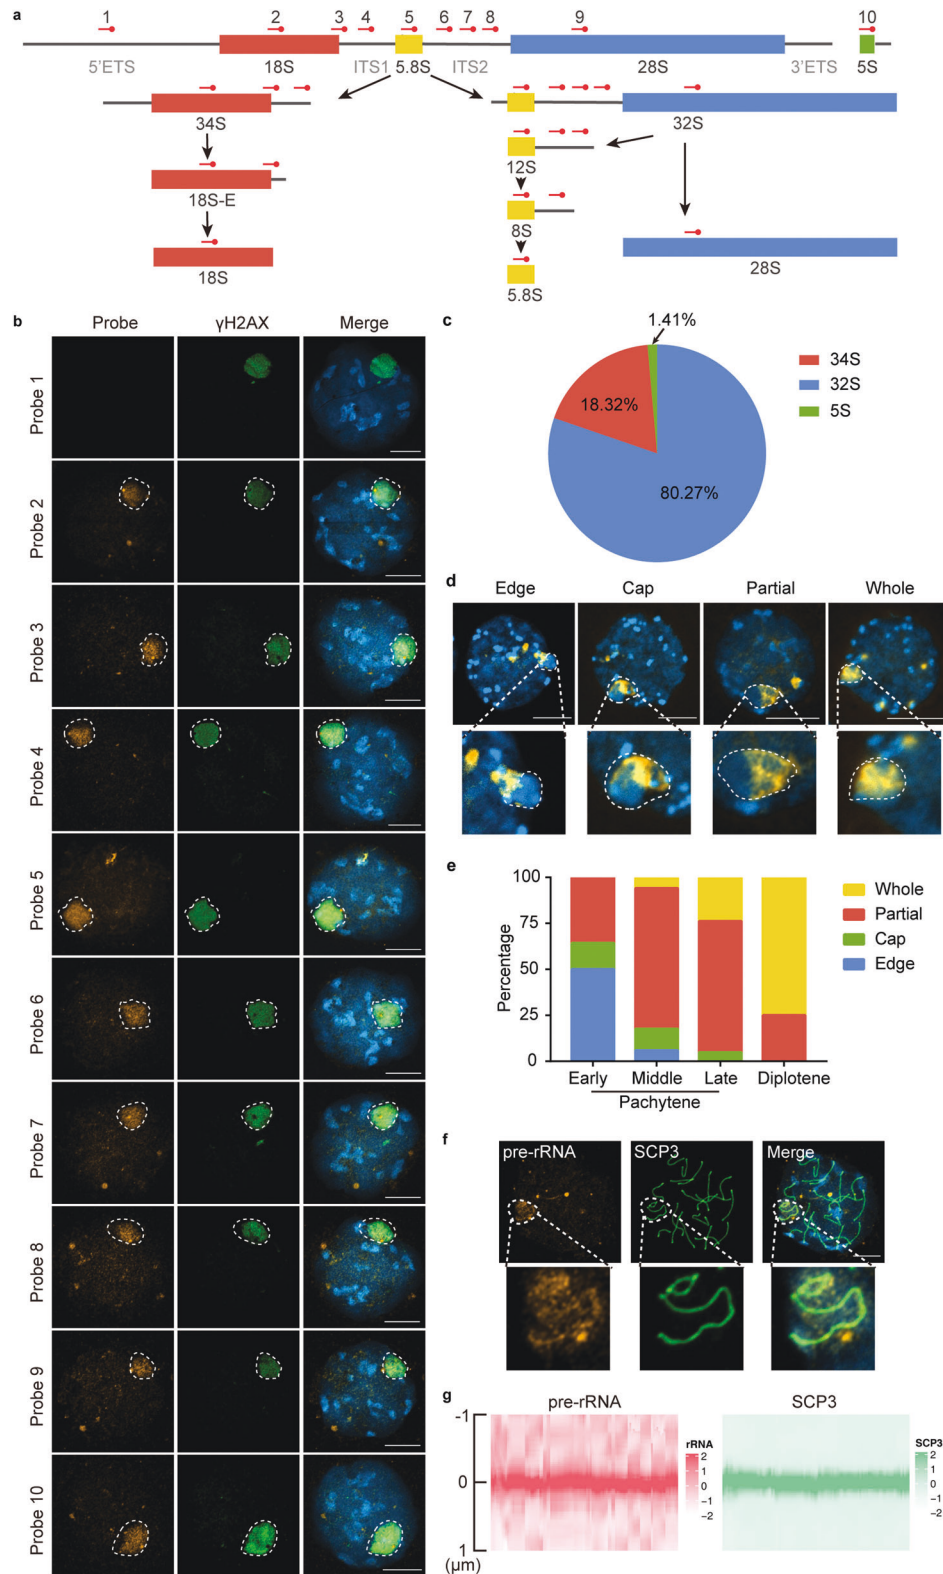 a
1 2 3 4 5 6 7 8 9 10
5'ETS 18S ITS1 5.8S ITS2 28S 3'ETS 5S
34S 32S
12S
18S-E
8S
18S 28S
5.8S
b
Probe γH2AX Merge
Probe 1
Probe 2
Probe 3
Probe 4
Probe 5
Probe 6
Probe 7
Probe 8
Probe 9
Probe 10
c
1.41%
18.32%
80.27%
34S
32S
5S
d
Edge Cap Partial Whole
e
Percentage
100
75
50
25
0
Early Middle Late Diplotene
Pachytene
Whole
Partial
Cap
Edge
f
pre-rRNA SCP3 Merge
g
pre-rRNA SCP3
-1
0
1
(μm)
rRNA
2
1
0
−1
−2
SCP3
2
1
0
−1
−2